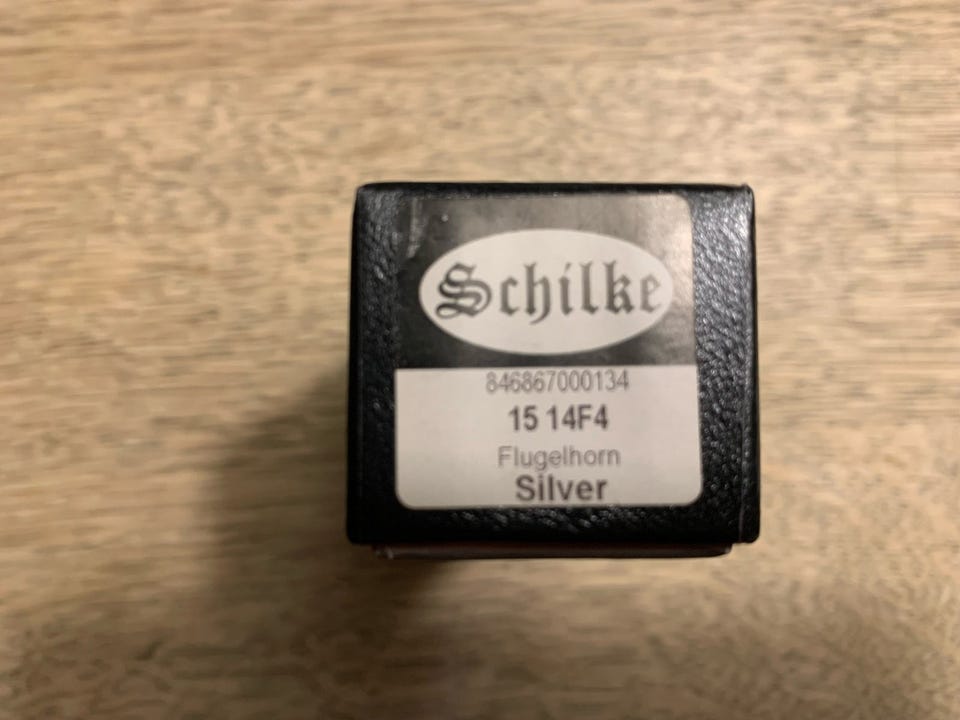 Schilke
846867000134
15 14F4
Flugelhorn
Silver